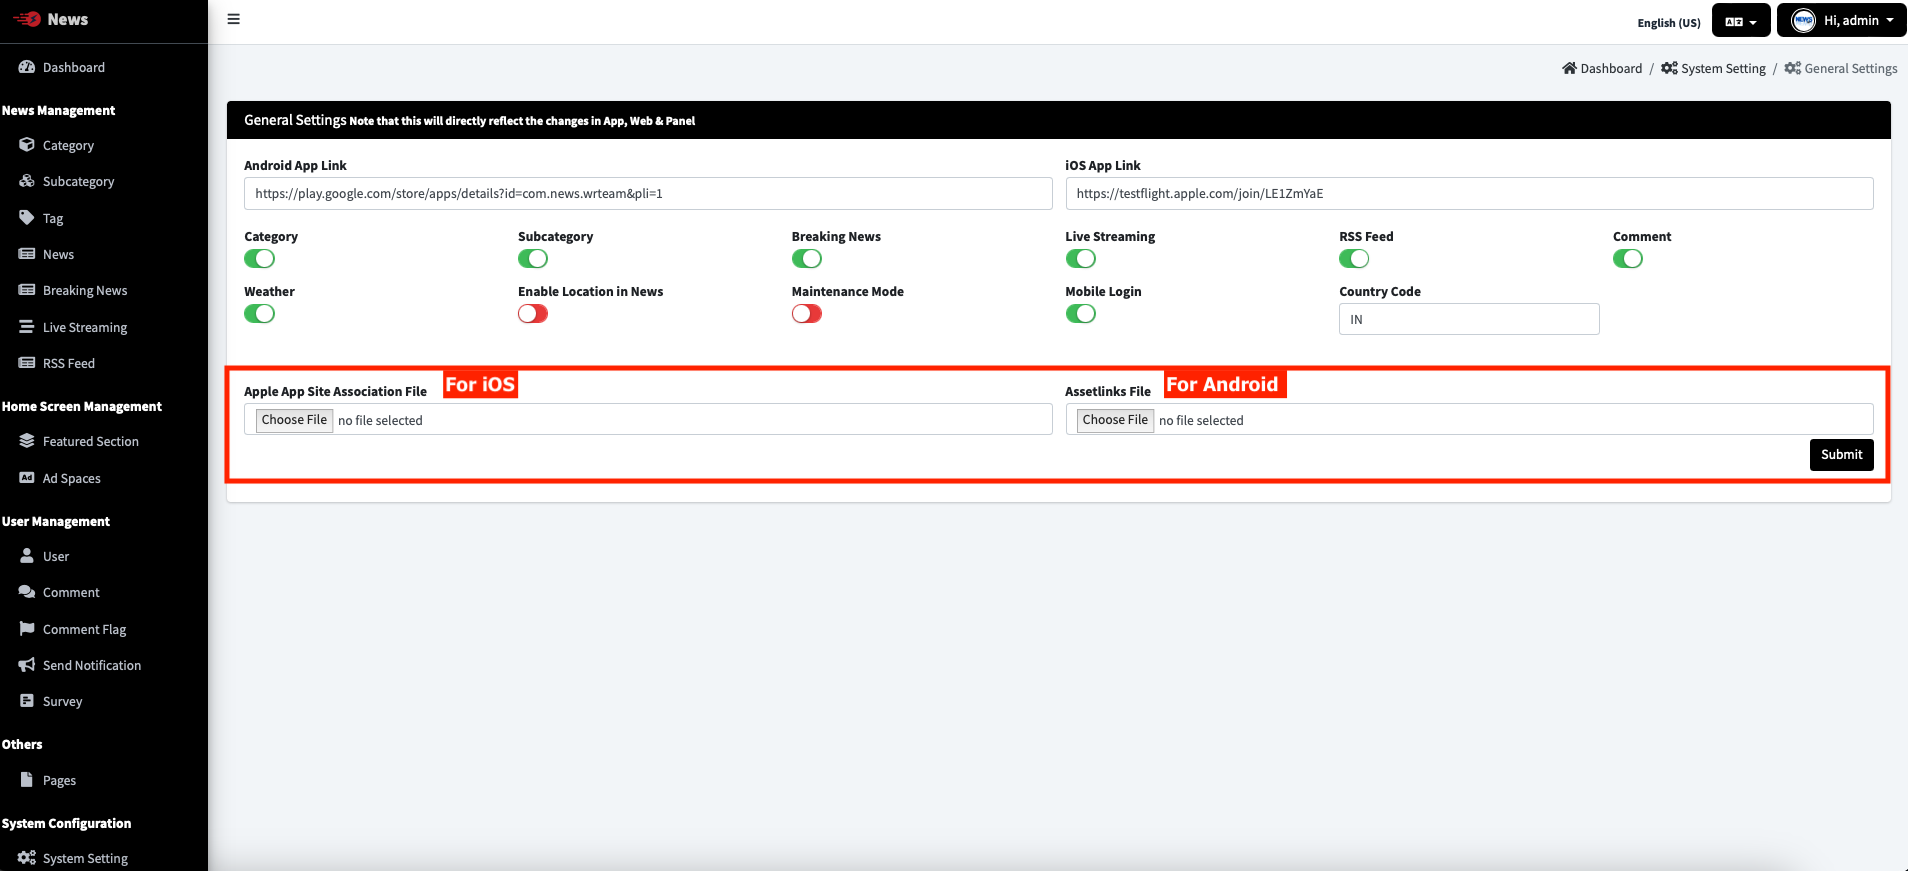 News
English (US)
Hi, admin
Dashboard / System Setting / General Settings
Dashboard
News Management
Category
Subcategory
Tag
News
Breaking News
Live Streaming
RSS Feed
Home Screen Management
Featured Section
Ad Spaces
User Management
User
Comment
Comment Flag
Send Notification
Survey
Others
Pages
System Configuration
System Setting
General Settings Note that this will directly reflect the changes in App, Web & Panel
Android App Link
https://play.google.com/store/apps/details?id=com.news.wrteam&pli=1
iOS App Link
https://testflight.apple.com/join/LE1ZmYaE
Category
Subcategory
Breaking News
Live Streaming
RSS Feed
Comment
Weather
Enable Location in News
Maintenance Mode
Mobile Login
Country Code
IN
Apple App Site Association File
For iOS
Choose File no file selected
Assetlinks File
For Android
Choose File no file selected
Submit